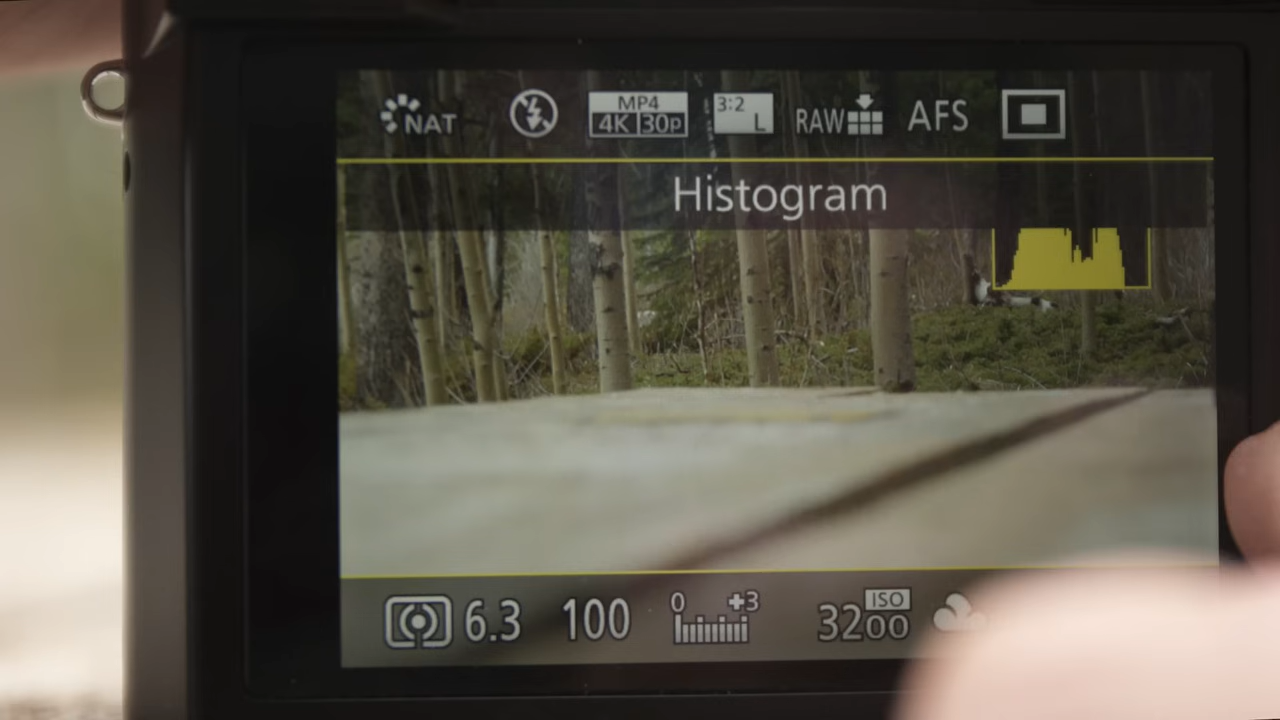 NAT
MP4
4K 30p
3:2
L
RAW
AFS
Histogram
6.3
100
0 +3
3200
ISO